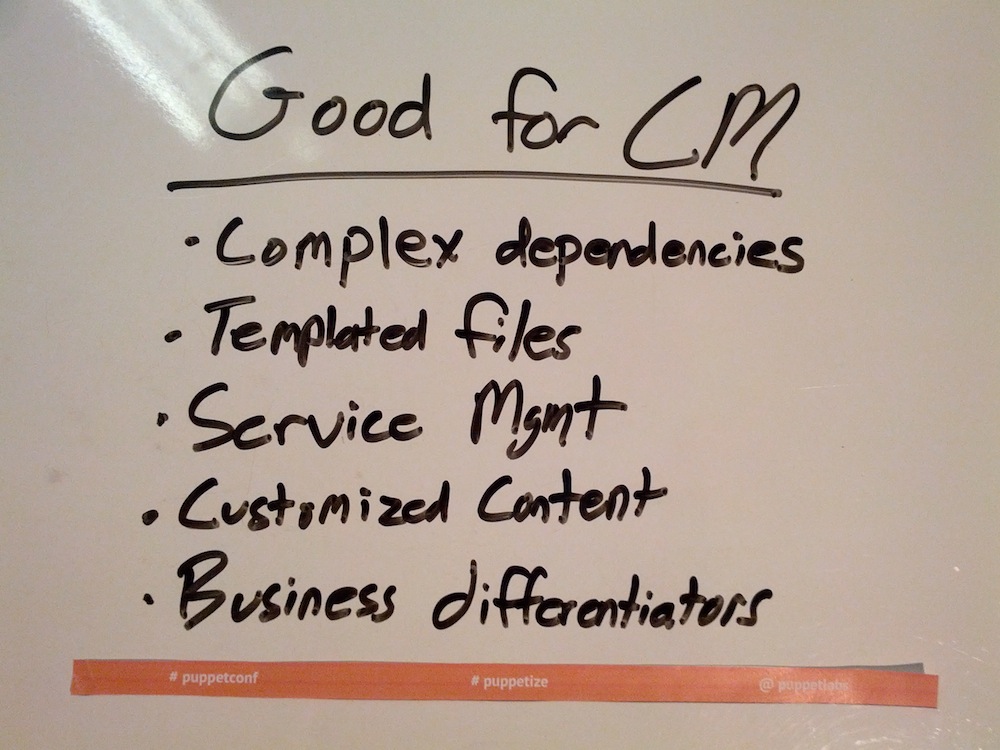 Good for CM
· Complex dependencies
· Templated files
· Service Mgmt
· Customized Content
· Business differentiators
# puppetconf # puppetize @ puppetlabs